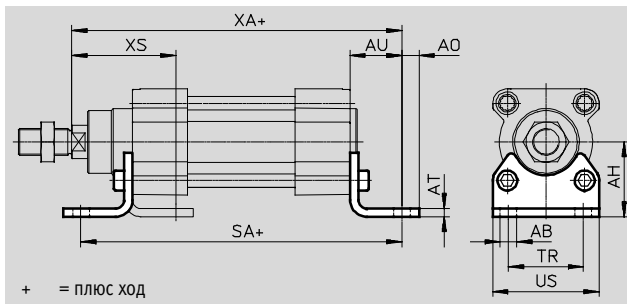 XA+
XS
AU
AO
AT
SA+
AH
AB
TR
US
+ = плюс ход